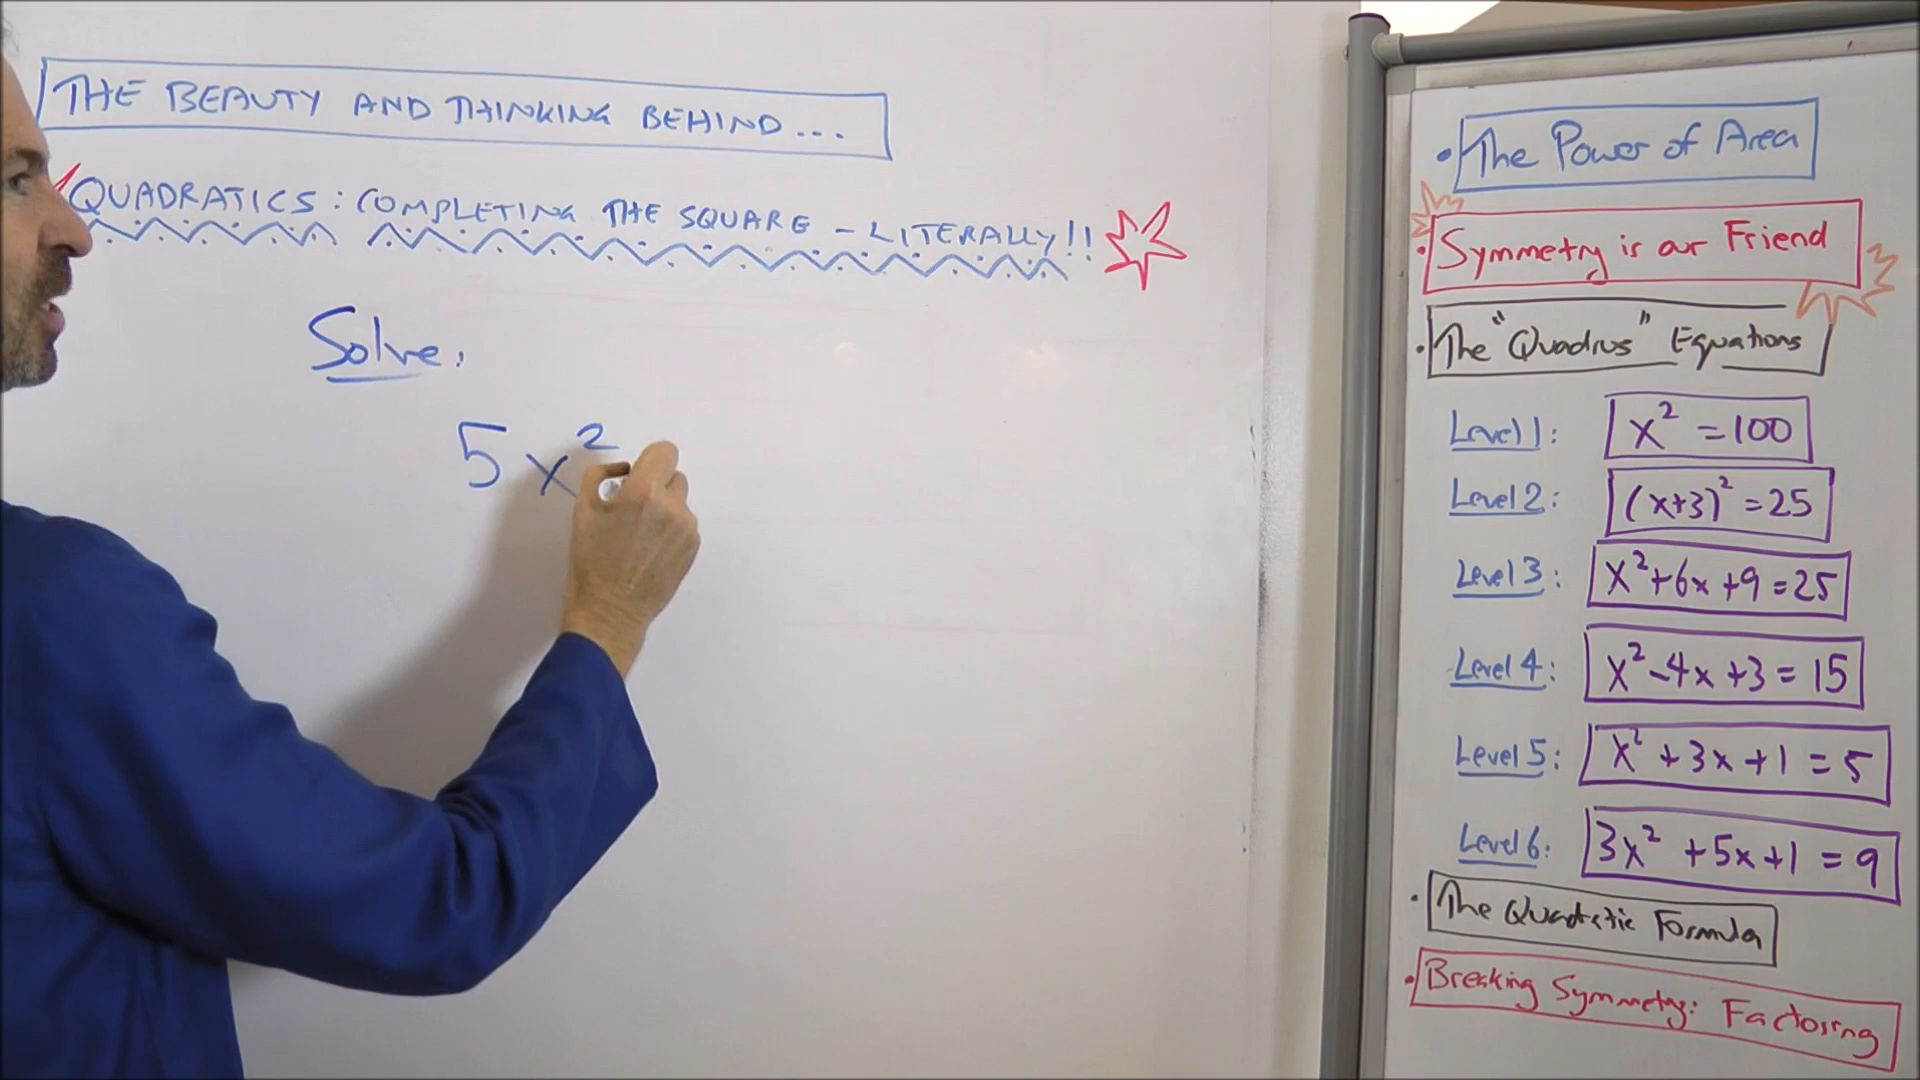 THE BEAUTY AND THINKING BEHIND...
QUADRATICS: COMPLETING THE SQUARE - LITERALLY!!
Solve:
5x²
• The Power of Area
• Symmetry is our Friend
• The "Quadrus" Equations
Level 1: x² = 100
Level 2: (x+3)² = 25
Level 3: x²+6x+9=25
Level 4: x²-4x+3=15
Level 5: x²+3x+1=5
Level 6: 3x²+5x+1=9
• The Quadratic Formula
• Breaking Symmetry: Factoring